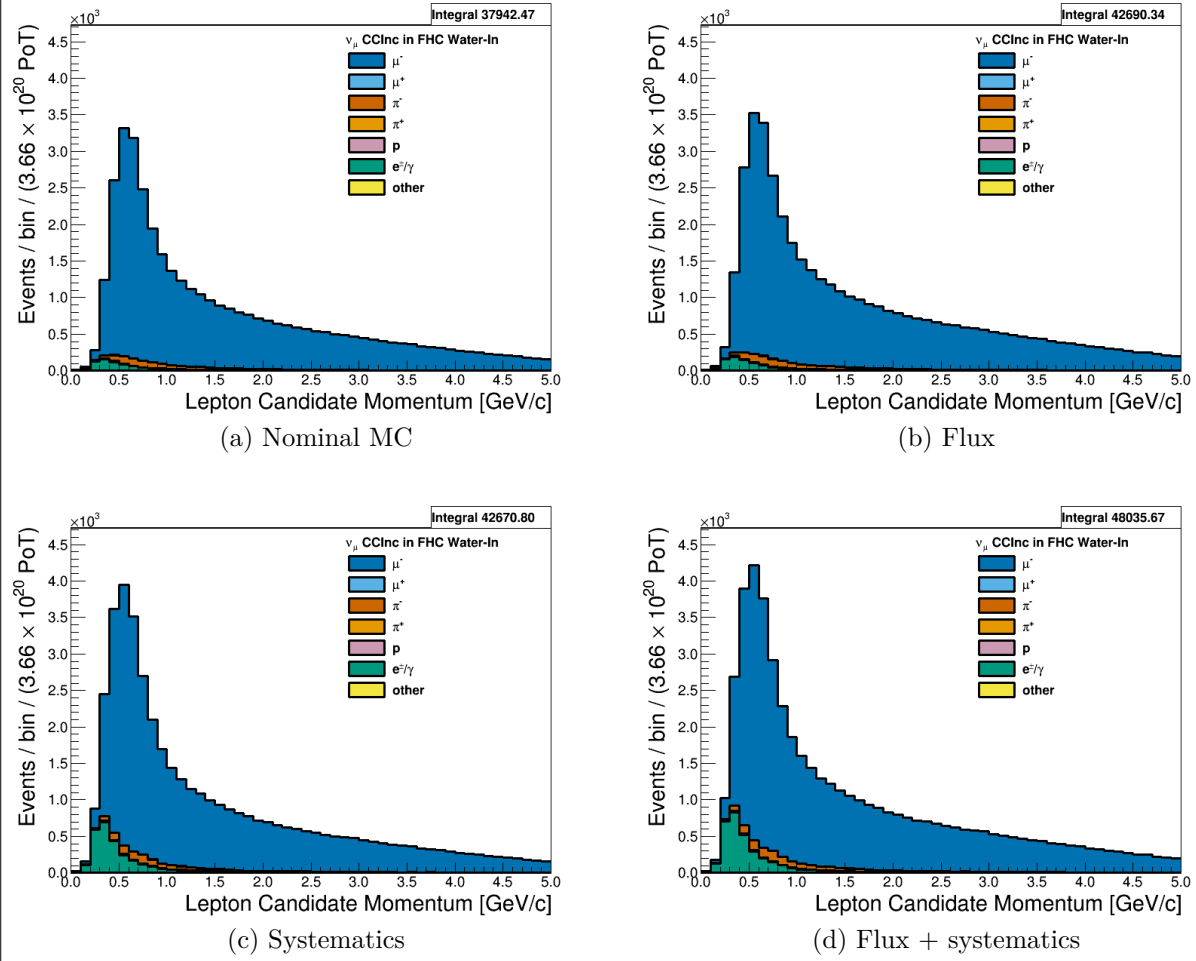 ×10³
Integral 37942.47
νμ CCInc in FHC Water-In
μ⁻
μ⁺
π⁻
π⁺
p
e±/γ
other
Events / bin / (3.66 × 10²⁰ PoT)
4.5
4.0
3.5
3.0
2.5
2.0
1.5
1.0
0.5
0.0
0.0 0.5 1.0 1.5 2.0 2.5 3.0 3.5 4.0 4.5 5.0
Lepton Candidate Momentum [GeV/c]
(a) Nominal MC
×10³
Integral 42690.34
νμ CCInc in FHC Water-In
μ⁻
μ⁺
π⁻
π⁺
p
e±/γ
other
Events / bin / (3.66 × 10²⁰ PoT)
4.5
4.0
3.5
3.0
2.5
2.0
1.5
1.0
0.5
0.0
0.0 0.5 1.0 1.5 2.0 2.5 3.0 3.5 4.0 4.5 5.0
Lepton Candidate Momentum [GeV/c]
(b) Flux
×10³
Integral 42670.80
νμ CCInc in FHC Water-In
μ⁻
μ⁺
π⁻
π⁺
p
e±/γ
other
Events / bin / (3.66 × 10²⁰ PoT)
4.5
4.0
3.5
3.0
2.5
2.0
1.5
1.0
0.5
0.0
0.0 0.5 1.0 1.5 2.0 2.5 3.0 3.5 4.0 4.5 5.0
Lepton Candidate Momentum [GeV/c]
(c) Systematics
×10³
Integral 48035.67
νμ CCInc in FHC Water-In
μ⁻
μ⁺
π⁻
π⁺
p
e±/γ
other
Events / bin / (3.66 × 10²⁰ PoT)
4.5
4.0
3.5
3.0
2.5
2.0
1.5
1.0
0.5
0.0
0.0 0.5 1.0 1.5 2.0 2.5 3.0 3.5 4.0 4.5 5.0
Lepton Candidate Momentum [GeV/c]
(d) Flux + systematics